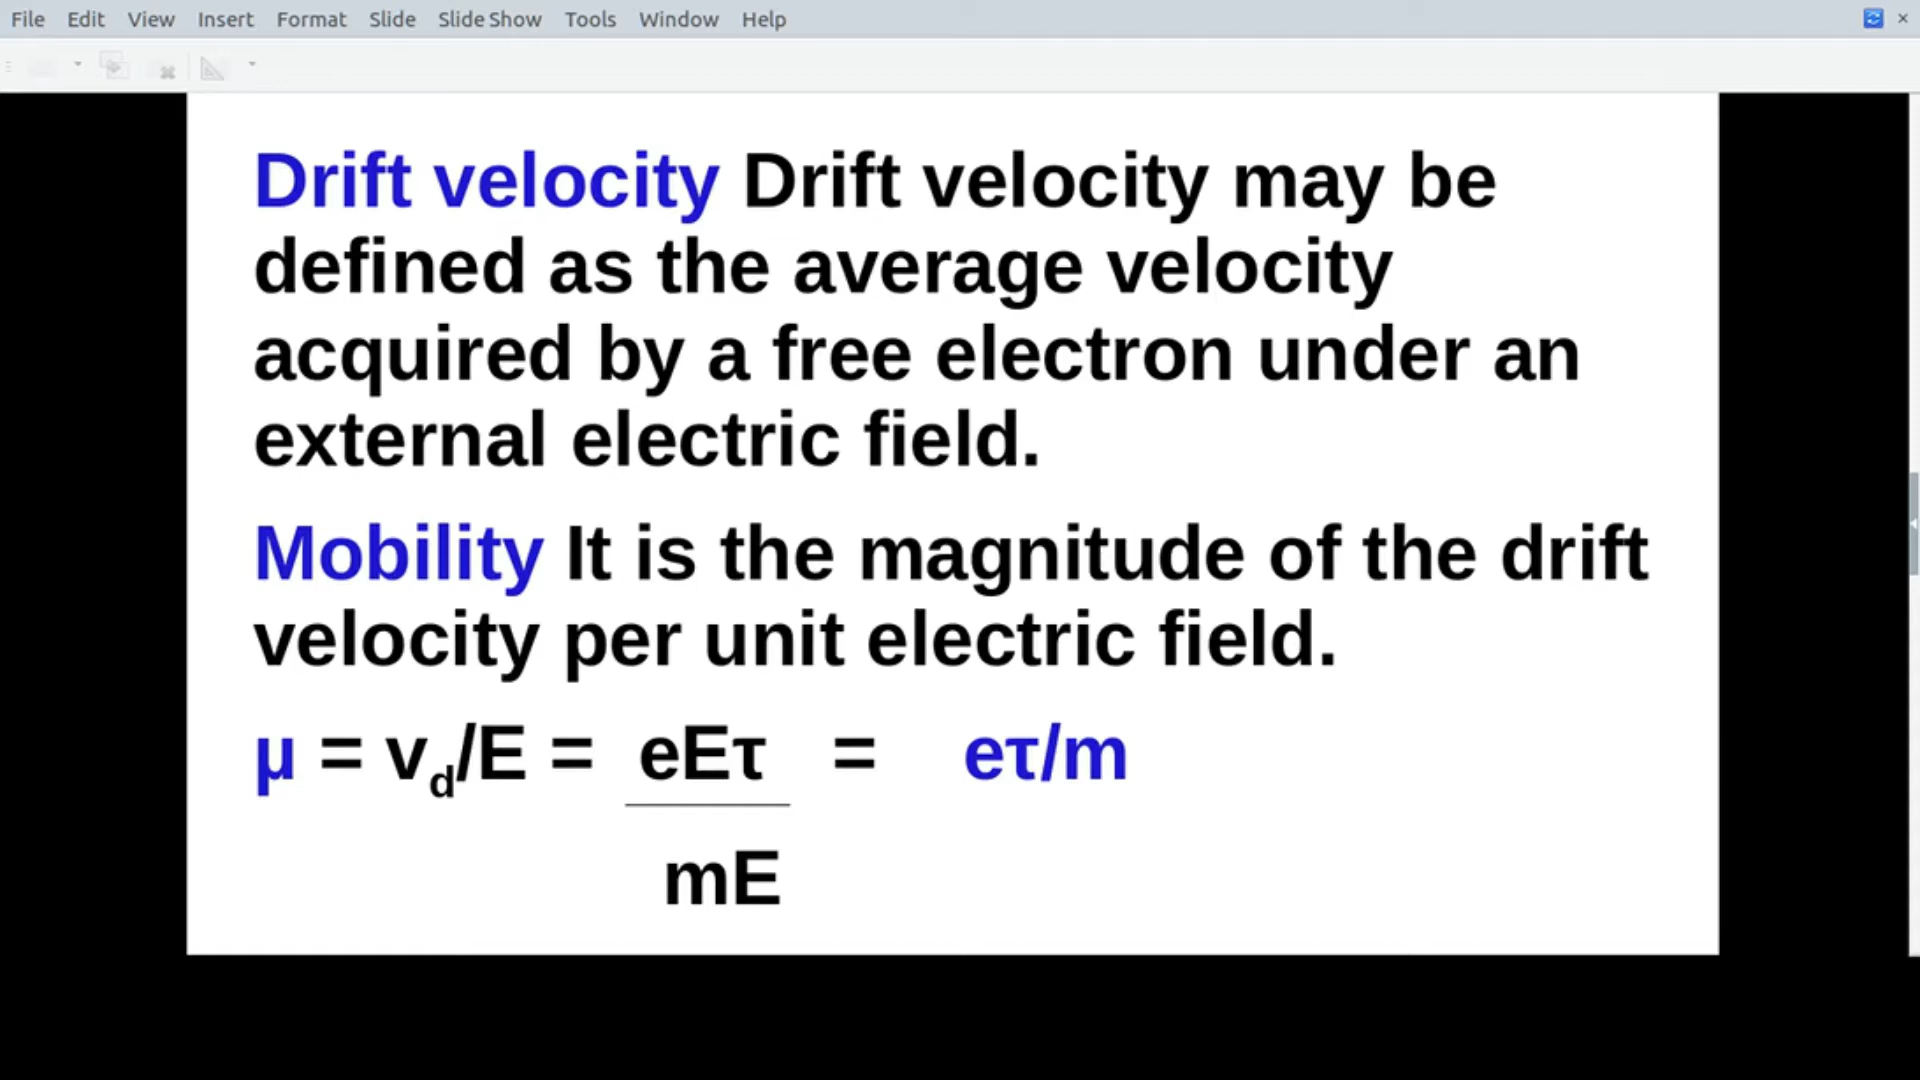 File Edit View Insert Format Slide Slide Show Tools Window Help
Drift velocity Drift velocity may be
defined as the average velocity
acquired by a free electron under an
external electric field.
Mobility It is the magnitude of the drift
velocity per unit electric field.
μ = vd/E = eEτ = eτ/m
mE